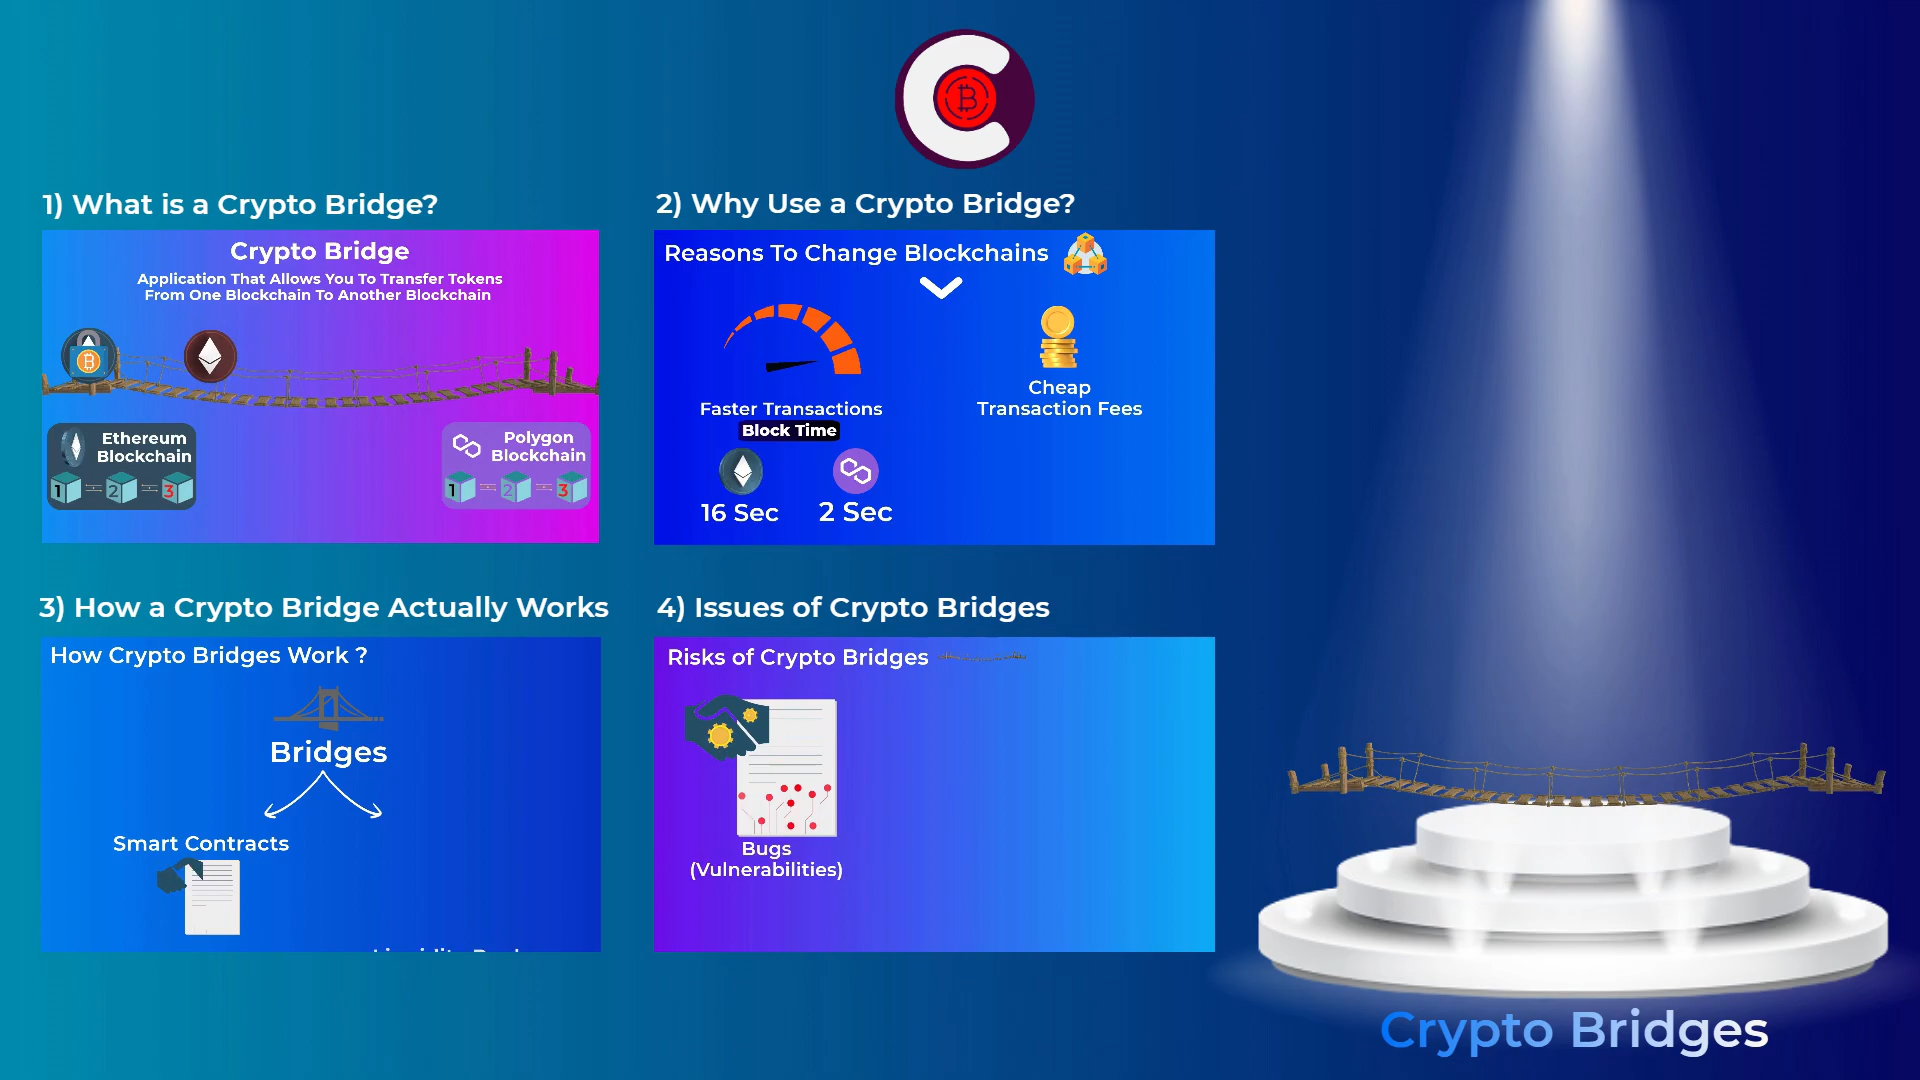 1) What is a Crypto Bridge?
Crypto Bridge
Application That Allows You To Transfer Tokens
From One Blockchain To Another Blockchain
Ethereum
Blockchain
1 2 3
Polygon
Blockchain
1 2 3
2) Why Use a Crypto Bridge?
Reasons To Change Blockchains
Faster Transactions
Block Time
16 Sec
2 Sec
Cheap
Transaction Fees
3) How a Crypto Bridge Actually Works
How Crypto Bridges Work ?
Bridges
Smart Contracts
4) Issues of Crypto Bridges
Risks of Crypto Bridges
Bugs
(Vulnerabilities)
Crypto Bridges